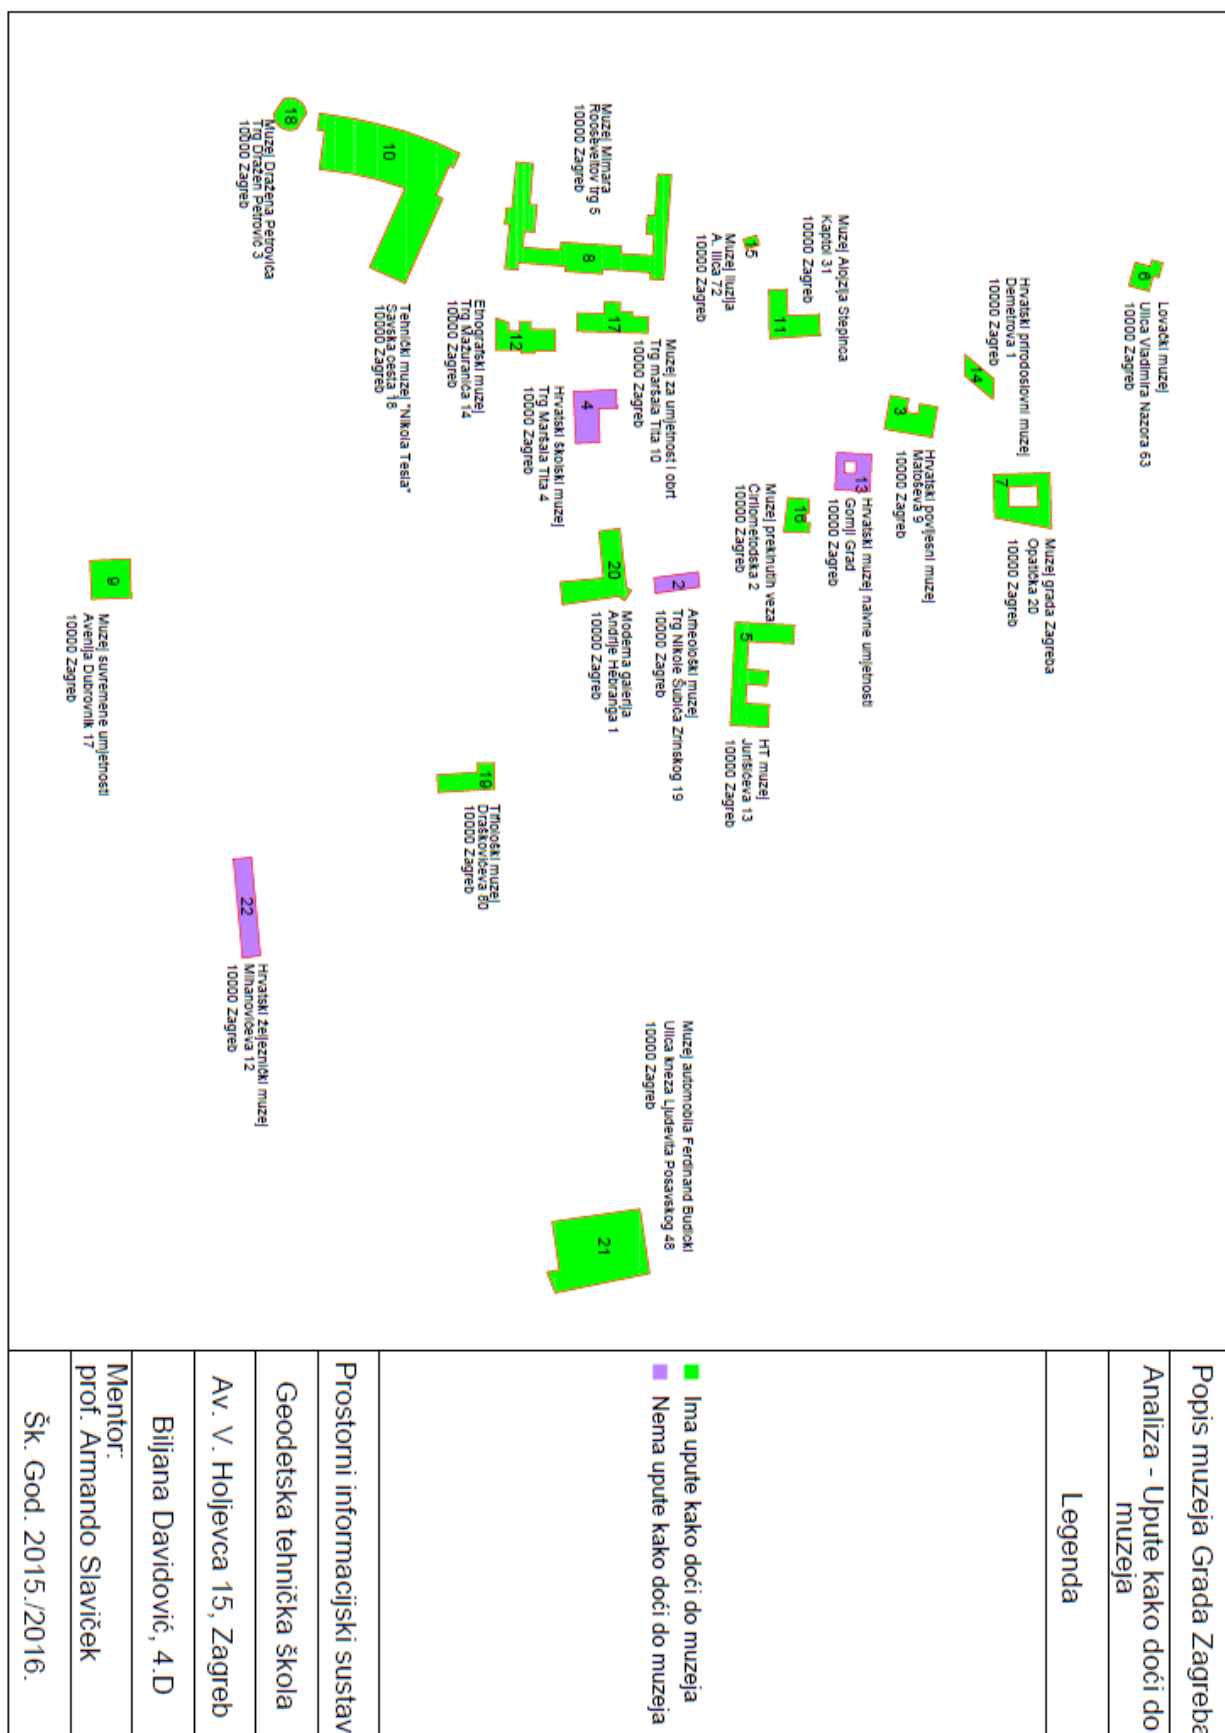 Popis muzeja Grada Zagreba
Analiza - Upute kako doći do
muzeja
Legenda
Ima upute kako doći do muzeja
Nema upute kako doći do muzeja
Prostorni informacijski sustav
Geodetska tehnička škola
Av. V. Holjevca 15, Zagreb
Biljana Davidović, 4.D
Mentor:
prof. Armando Slaviček
Šk. God. 2015./2016.
6
Lovački muzej
Ulica Vladimira Nazora 63
10000 Zagreb
Hrvatski prirodoslovni muzej
Demetrova 1
10000 Zagreb
14
7
Muzej grada Zagreba
Opatička 20
10000 Zagreb
3
Hrvatski povijesni muzej
Matoševa 9
10000 Zagreb
13
Hrvatski muzej naivne umjetnosti
Gornji Grad
10000 Zagreb
Muzej Alojzija Stepinca
Kaptol 31
10000 Zagreb
11
16
Muzej prekinutih veza
Ćirilometodska 2
10000 Zagreb
15
Muzej iluzija
A. Ilica 72
10000 Zagreb
5
HT muzej
Jurišićeva 13
10000 Zagreb
2
Arheološki muzej
Trg Nikole Šubića Zrinskog 19
10000 Zagreb
Muzej Mimara
Rooseveltov trg 5
10000 Zagreb
8
17
Muzej za umjetnost i obrt
Trg maršala Tita 10
10000 Zagreb
4
Hrvatski školski muzej
Trg Maršala Tita 4
10000 Zagreb
20
Moderna galerija
Andrije Hebranga 1
10000 Zagreb
Muzej automobila Ferdinand Budicki
Ulica kneza Ljudevita Posavskog 48
10000 Zagreb
21
12
Etnografski muzej
Trg Mažuranića 14
10000 Zagreb
19
Tiflološki muzej
Draškovićeva 80
10000 Zagreb
10
Tehnički muzej "Nikola Tesla"
Savska cesta 18
10000 Zagreb
18
Muzej Dražena Petrovića
Trg Dražen Petrović 3
10000 Zagreb
22
Hrvatski željeznički muzej
Mihanovićeva 12
10000 Zagreb
9
Muzej suvremene umjetnosti
Avenija Dubrovnik 17
10000 Zagreb